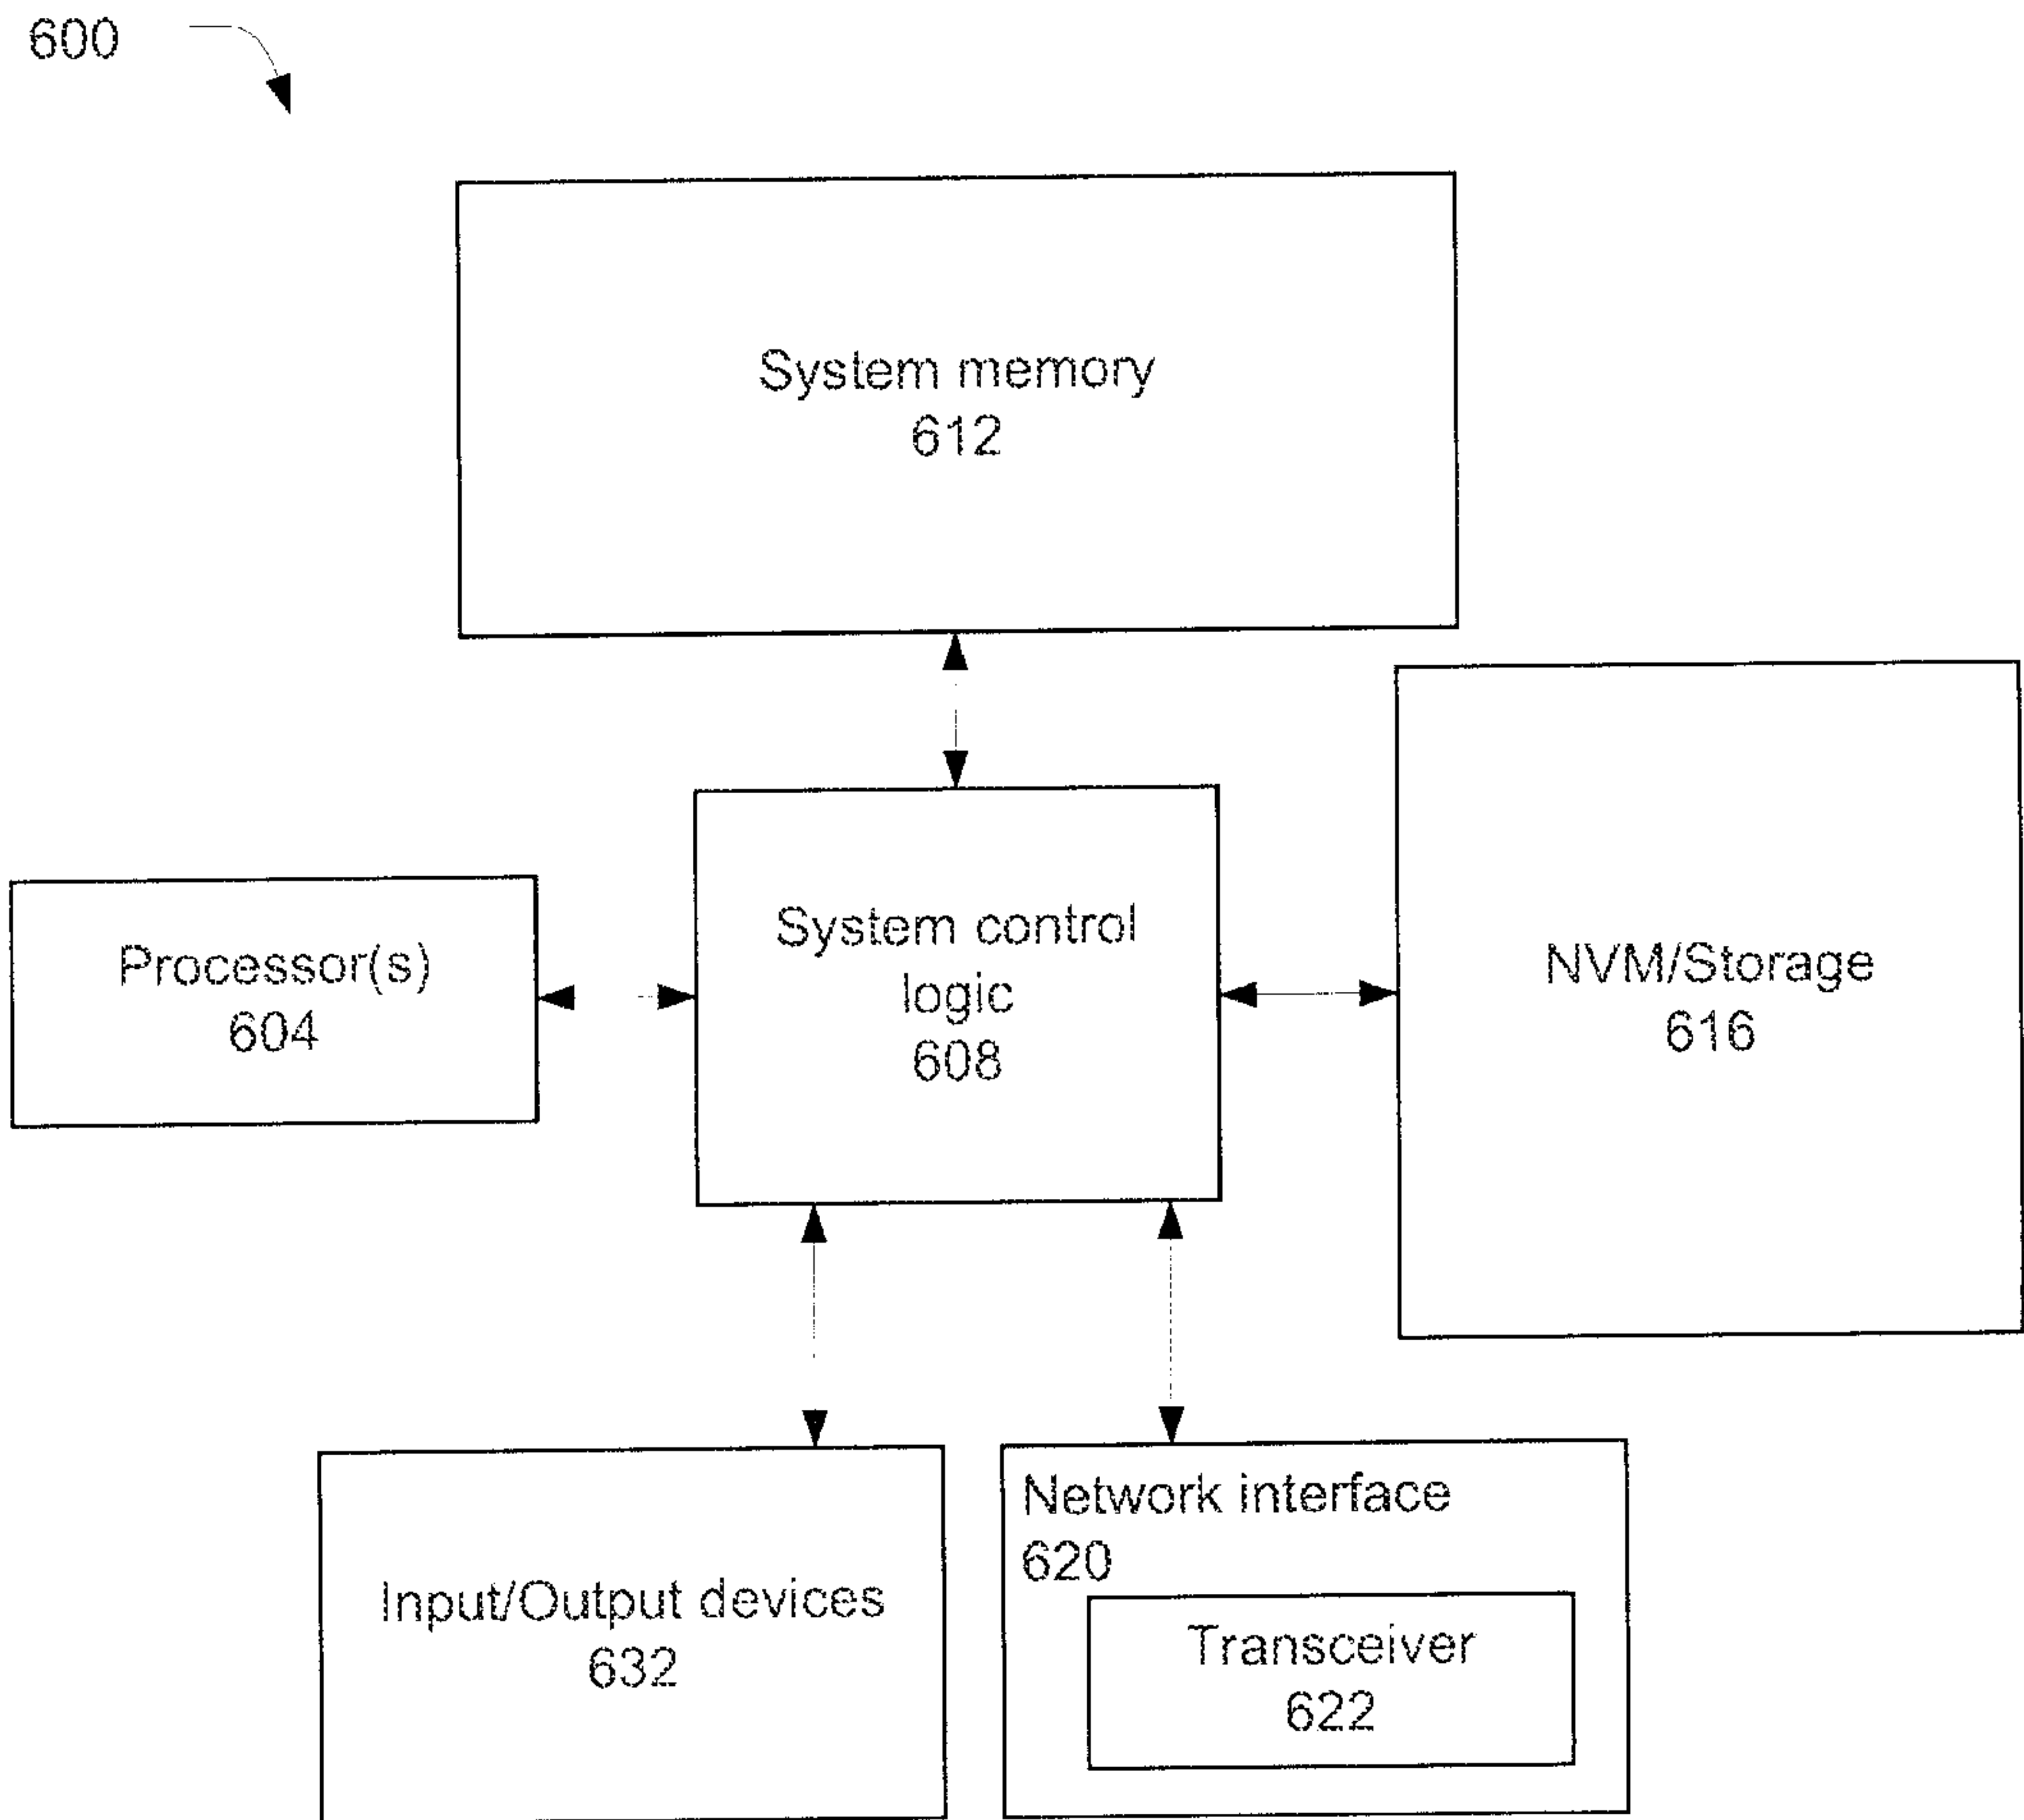 600
System memory
612
Processor(s)
604
System control
logic
608
NVM/Storage
616
Input/Output devices
632
Network interface
620
Transceiver
622